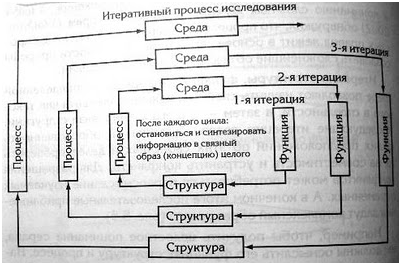 Итеративный процесс исследования
Среда
3-я итерация
Среда
2-я итерация
Среда
1-я итерация
Процесс
Процесс
Процесс
После каждого цикла:
остановиться и синтезировать
информацию в связный
образ (концепцию) целого
Функция
Функция
Функция
Структура
Структура
Структура